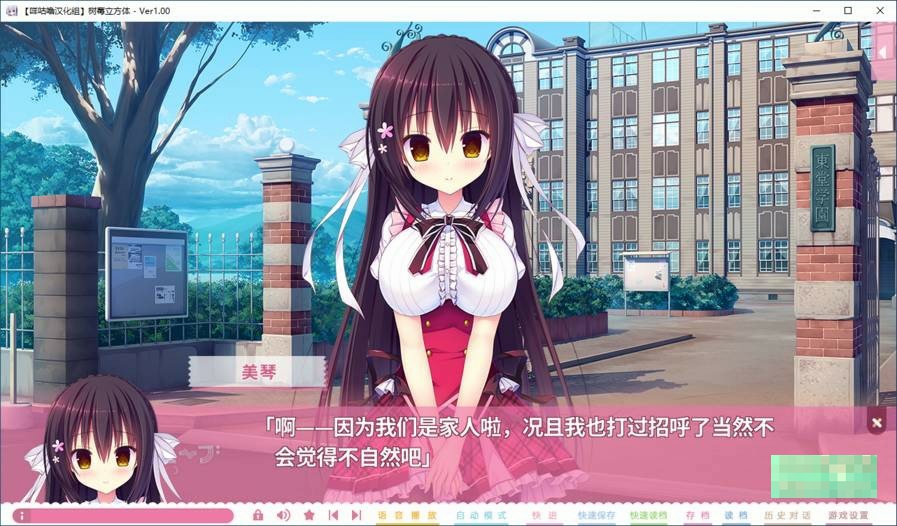 【咩咕噜汉化组】树莓立方体 - Ver1.00
東堂学園
美琴
「啊——因为我们是家人啦，况且我也打过招呼了当然不
会觉得不自然吧」
语音播放 自动模式 快进 快速保存 快速读档 存档 读档 历史对话 游戏设置